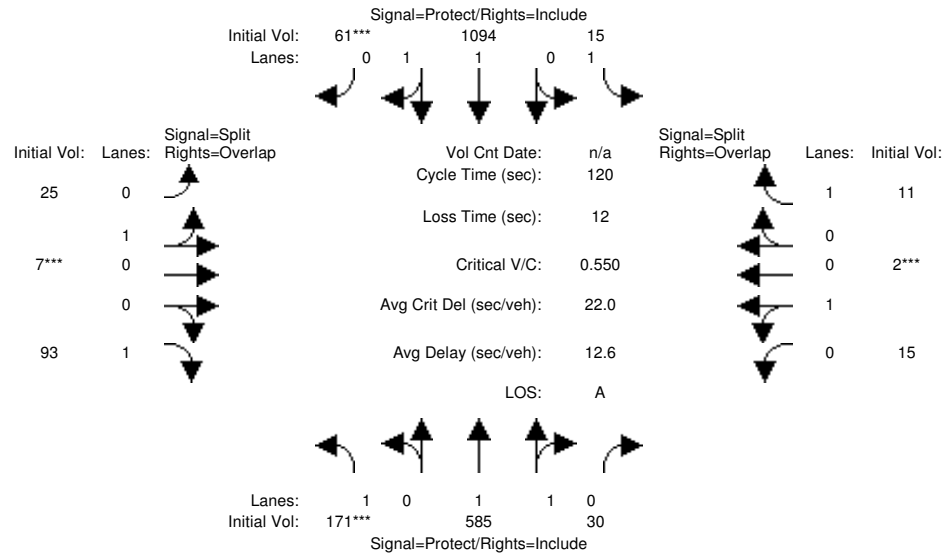 Signal=Protect/Rights=Include
Initial Vol: 61*** 1094 15
Lanes: 0 1 1 0 1
Signal=Split
Initial Vol: Lanes: Rights=Overlap
Vol Cnt Date: n/a
Signal=Split
Rights=Overlap Lanes: Initial Vol:
Cycle Time (sec): 120
25 0
1 11
Loss Time (sec): 12
1
0
7*** 0
Critical V/C: 0.550
0 2***
0
Avg Crit Del (sec/veh): 22.0
1
93 1
Avg Delay (sec/veh): 12.6
0 15
LOS: A
Lanes: 1 0 1 1 0
Initial Vol: 171*** 585 30
Signal=Protect/Rights=Include